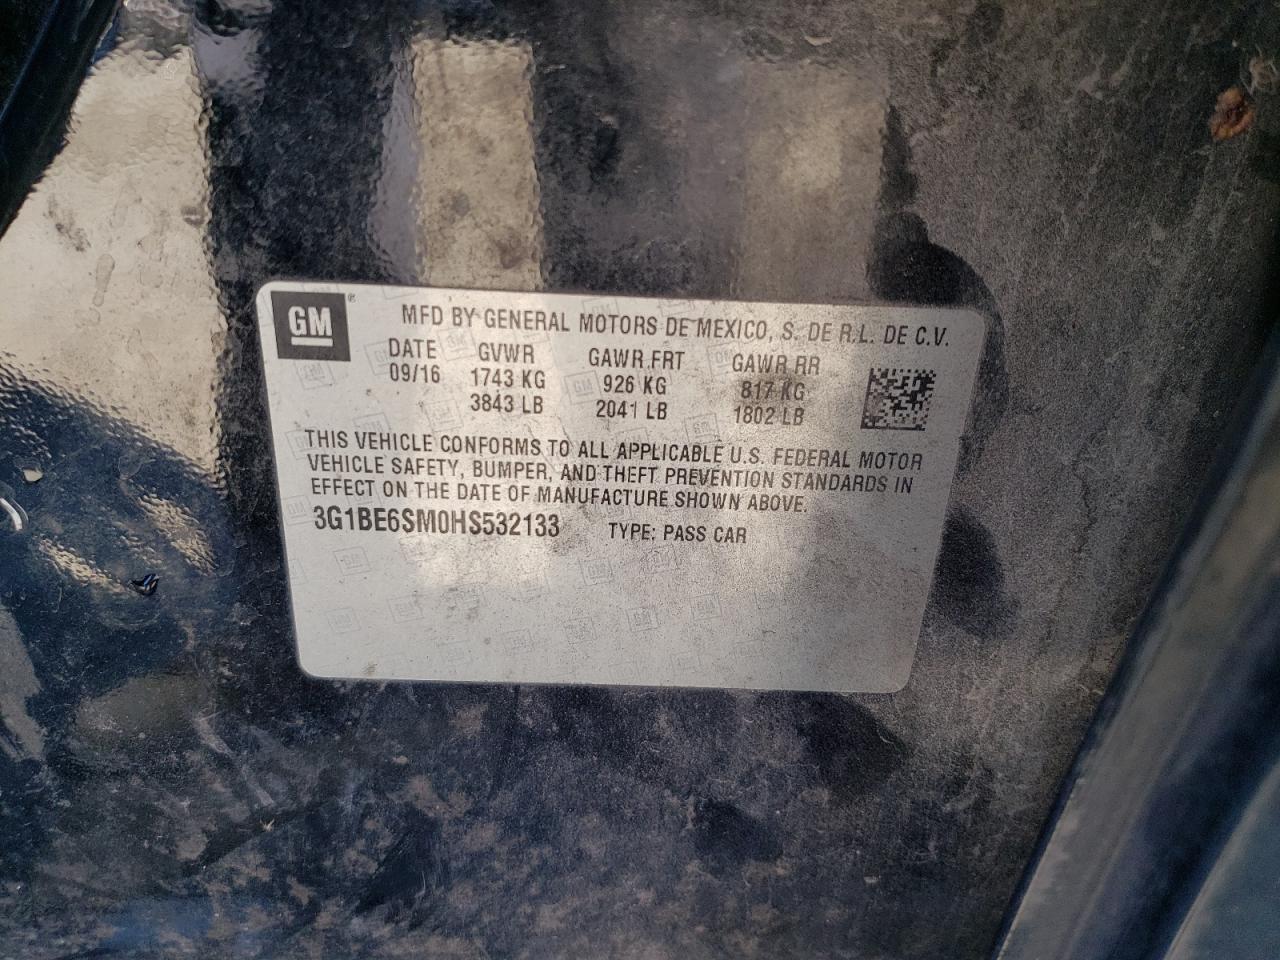 GM ®
MFD BY GENERAL MOTORS DE MEXICO, S. DE R.L. DE C.V.
DATE GVWR GAWR FRT GAWR RR
09/16 1743 KG 926 KG 817 KG
3843 LB 2041 LB 1802 LB
THIS VEHICLE CONFORMS TO ALL APPLICABLE U.S. FEDERAL MOTOR
VEHICLE SAFETY, BUMPER, AND THEFT PREVENTION STANDARDS IN
EFFECT ON THE DATE OF MANUFACTURE SHOWN ABOVE.
3G1BE6SM0HS532133 TYPE: PASS CAR